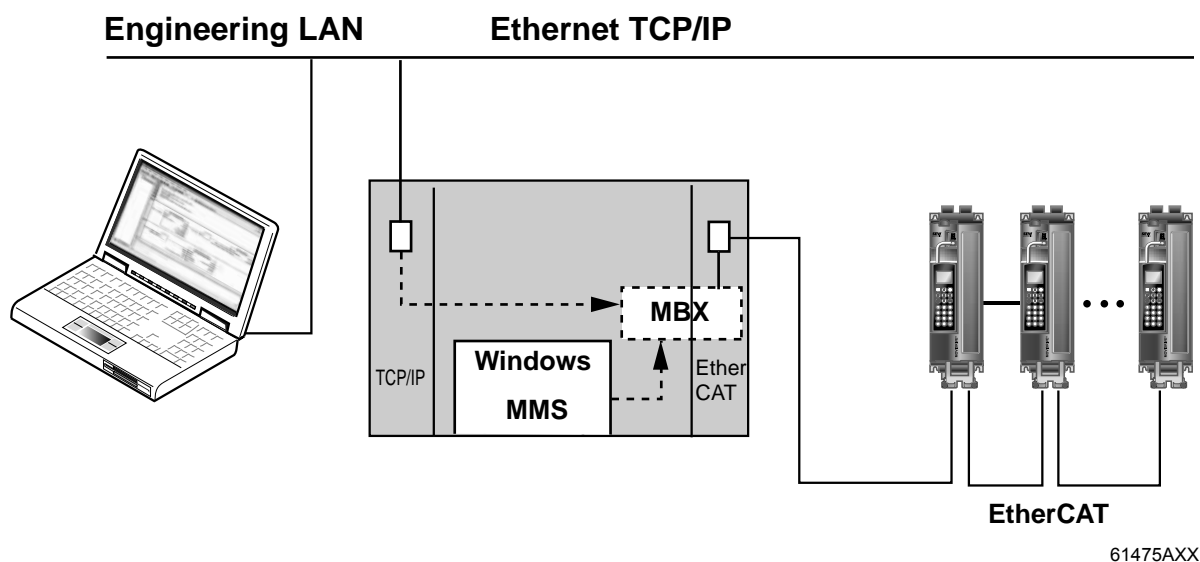 Engineering LAN
Ethernet TCP/IP
MBX
Windows
MMS
TCP/IP
Ether
CAT
EtherCAT
61475AXX